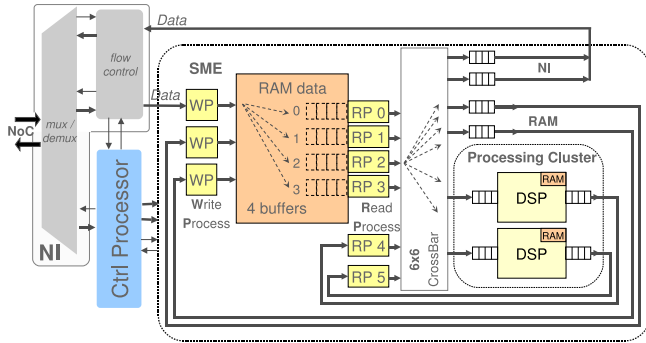 Data
flow
control
Data
NoC
mux /
demux
NI
Ctrl Processor
SME
WP
WP
WP
Write
Process
RAM data
0
1
2
3
4 buffers
RP 0
RP 1
RP 2
RP 3
Read
Process
RP 4
RP 5
6x6
CrossBar
NI
RAM
Processing Cluster
RAM
DSP
RAM
DSP